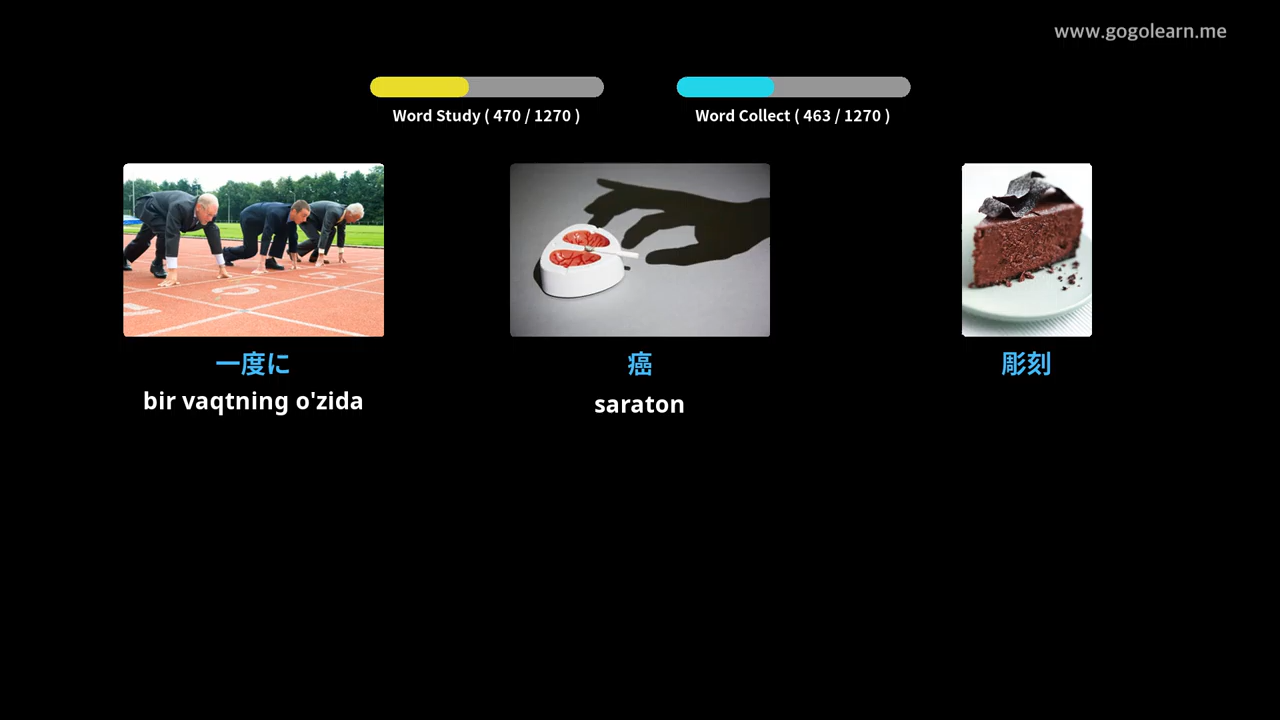 www.gogolearn.me
Word Study ( 470 / 1270 )
Word Collect ( 463 / 1270 )
一度に
bir vaqtning o'zida
癌
saraton
彫刻